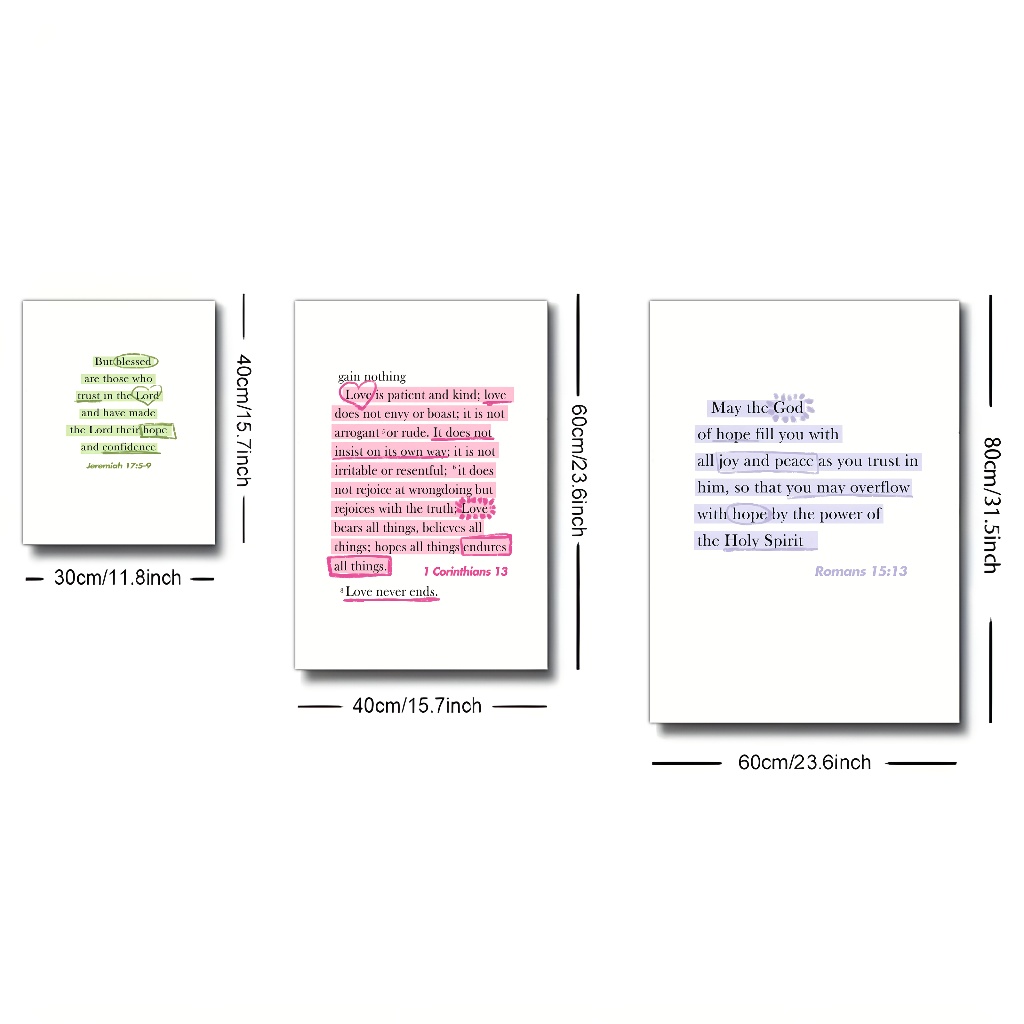 But blessed
are those who
trust in the Lord
and have made
the Lord their hope
and confidence
Jeremiah 17:5-9
40cm/15.7inch
30cm/11.8inch
gain nothing
Love is patient and kind; love
does not envy or boast; it is not
arrogant 5 or rude. It does not
insist on its own way; it is not
irritable or resentful; 6 it does
not rejoice at wrongdoing but
rejoices with the truth; Love
bears all things, believes all
things; hopes all things endures
all things.
1 Corinthians 13
8 Love never ends.
60cm/23.6inch
40cm/15.7inch
May the God
of hope fill you with
all joy and peace as you trust in
him, so that you may overflow
with hope by the power of
the Holy Spirit
Romans 15:13
80cm/31.5inch
60cm/23.6inch